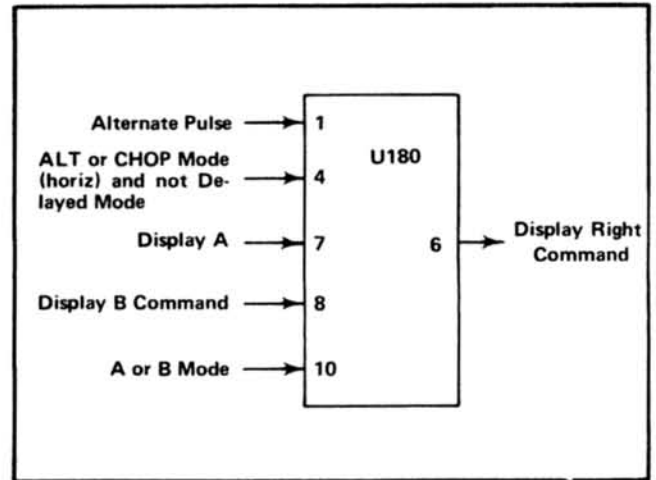 Alternate Pulse
1
U180
ALT or CHOP Mode
(horiz) and not De-
layed Mode
4
Display A
7
6
Display Right
Command
Display B Command
8
A or B Mode
10